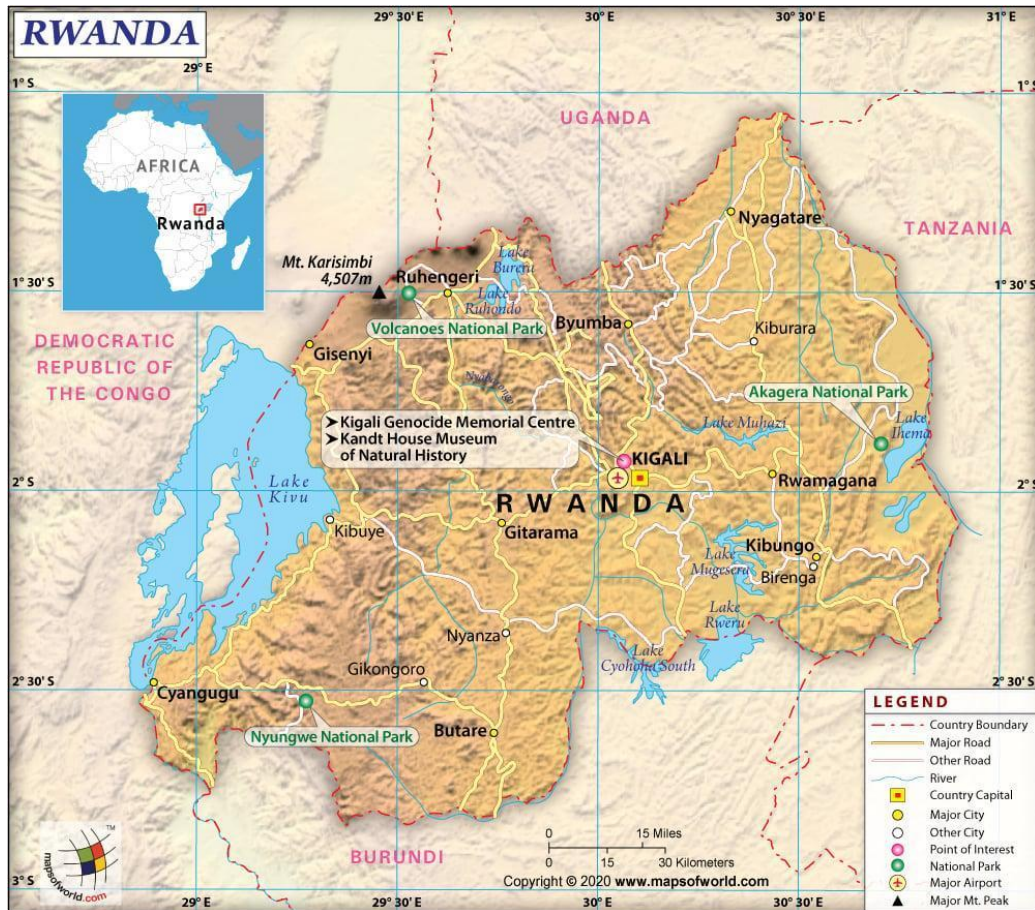 RWANDA
29° E
29° 30' E
30° E
30° 30' E
31° E
1° S
1° S
UGANDA
AFRICA
Rwanda
TANZANIA
Nyagatare
Mt. Karisimbi
4,507m
Ruhengeri
Lake
Burera
Lake
Ruhondo
1° 30' S
1° 30' S
Volcanoes National Park
Byumba
Kiburara
DEMOCRATIC
REPUBLIC OF
THE CONGO
Gisenyi
Akagera National Park
Lake Muhazi
Lake
Ihema
Kigali Genocide Memorial Centre
Kandt House Museum
of Natural History
KIGALI
Rwamagana
Lake
Kivu
2° S
2° S
RWANDA
Kibuye
Gitarama
Kibungo
Lake
Mugesera
Birenga
Lake
Rweru
Nyanza
Lake
Cyohoha South
Gikongoro
Cyangugu
2° 30' S
2° 30' S
Nyungwe National Park
Butare
LEGEND
Country Boundary
Major Road
Other Road
River
Country Capital
Major City
Other City
Point of Interest
National Park
Major Airport
Major Mt. Peak
TM
mapsofworld.com
BURUNDI
0 15 Miles
0 15 30 Kilometers
Copyright © 2020 www.mapsofworld.com
3° S
29° E
29° 30' E
30° E
30° 30' E